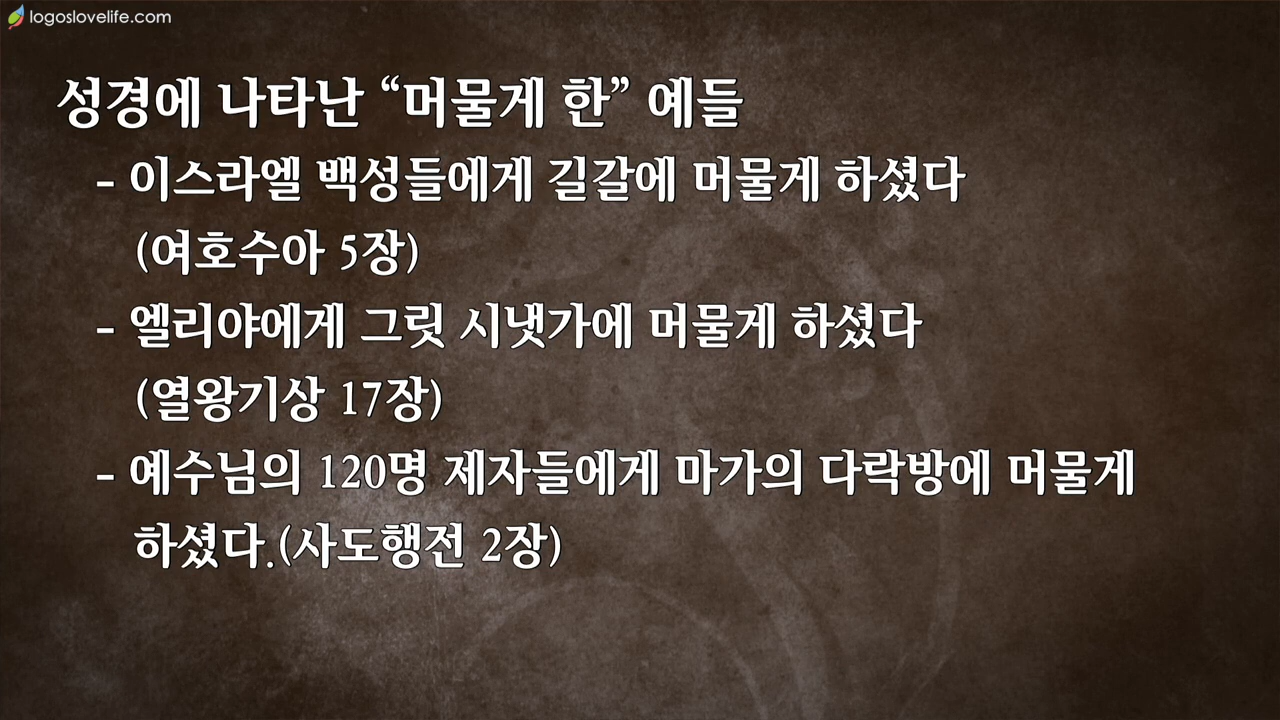 logoslovelife.com
성경에 나타난 “머물게 한” 예들
- 이스라엘 백성들에게 길갈에 머물게 하셨다
(여호수아 5장)
- 엘리야에게 그릿 시냇가에 머물게 하셨다
(열왕기상 17장)
- 예수님의 120명 제자들에게 마가의 다락방에 머물게
하셨다.(사도행전 2장)